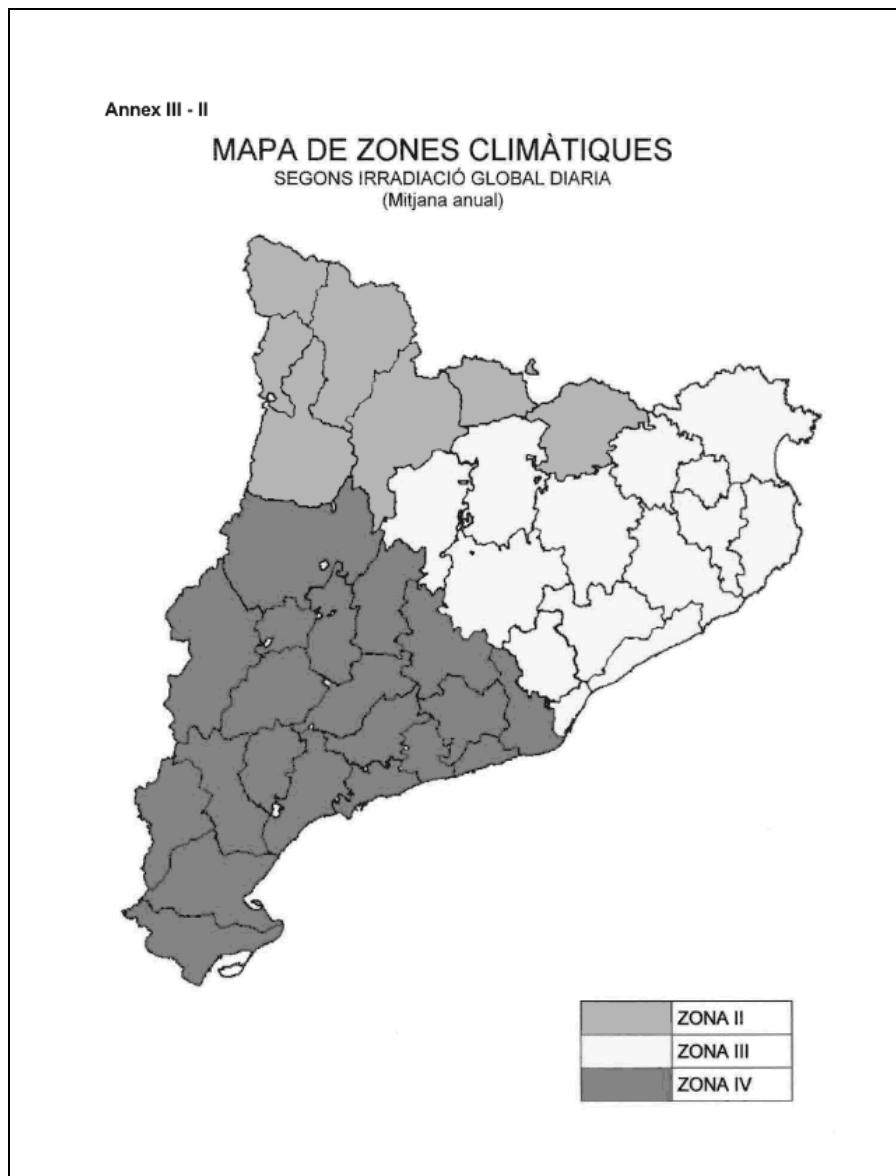 Annex III - II
MAPA DE ZONES CLIMÀTIQUES
SEGONS IRRADIACIÓ GLOBAL DIARIA
(Mitjana anual)
ZONA II
ZONA III
ZONA IV